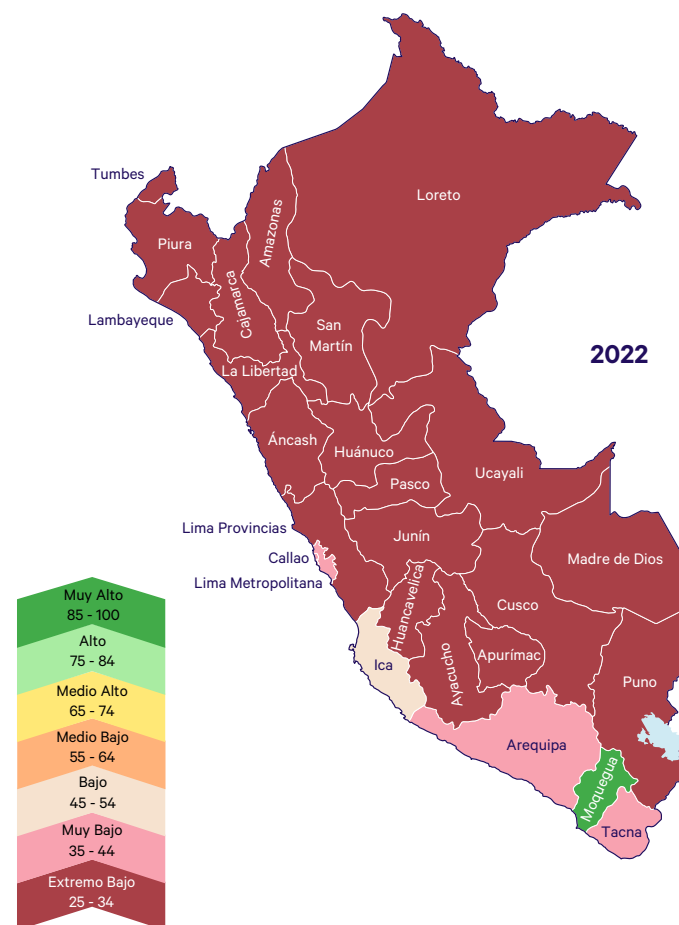 Tumbes
Loreto
Amazonas
Piura
Cajamarca
Lambayeque
San
Martín
2022
La Libertad
Áncash
Huánuco
Ucayali
Pasco
Lima Provincias
Junín
Callao
Madre de Dios
Lima Metropolitana
Huancavelica
Cusco
Ica
Ayacucho
Apurímac
Puno
Arequipa
Moquegua
Tacna
Muy Alto
85 - 100
Alto
75 - 84
Medio Alto
65 - 74
Medio Bajo
55 - 64
Bajo
45 - 54
Muy Bajo
35 - 44
Extremo Bajo
25 - 34